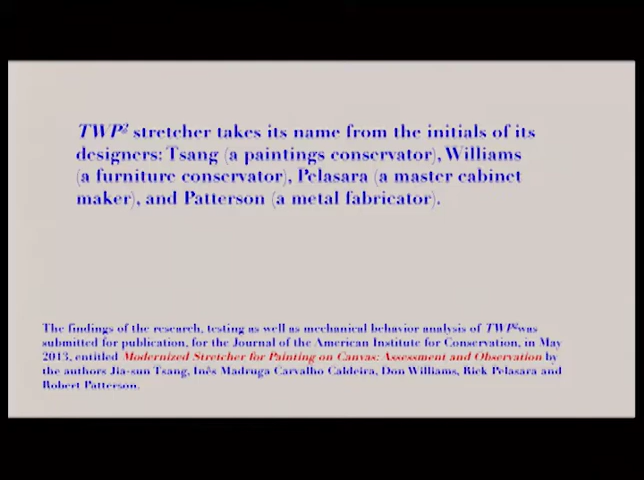 TWP² stretcher takes its name from the initials of its
designers: Tsang (a paintings conservator), Williams
(a furniture conservator), Pelasara (a master cabinet
maker), and Patterson (a metal fabricator).
The findings of the research, testing as well as mechanical behavior analysis of TWP² was
submitted for publication, for the Journal of the American Institute for Conservation, in May
2013, entitled Modernized Stretcher for Painting on Canvas: Assessment and Observation by
the authors Jia-sun Tsang, Inês Madruga Carvalho Caldeira, Don Williams, Rick Pelasara and
Robert Patterson.